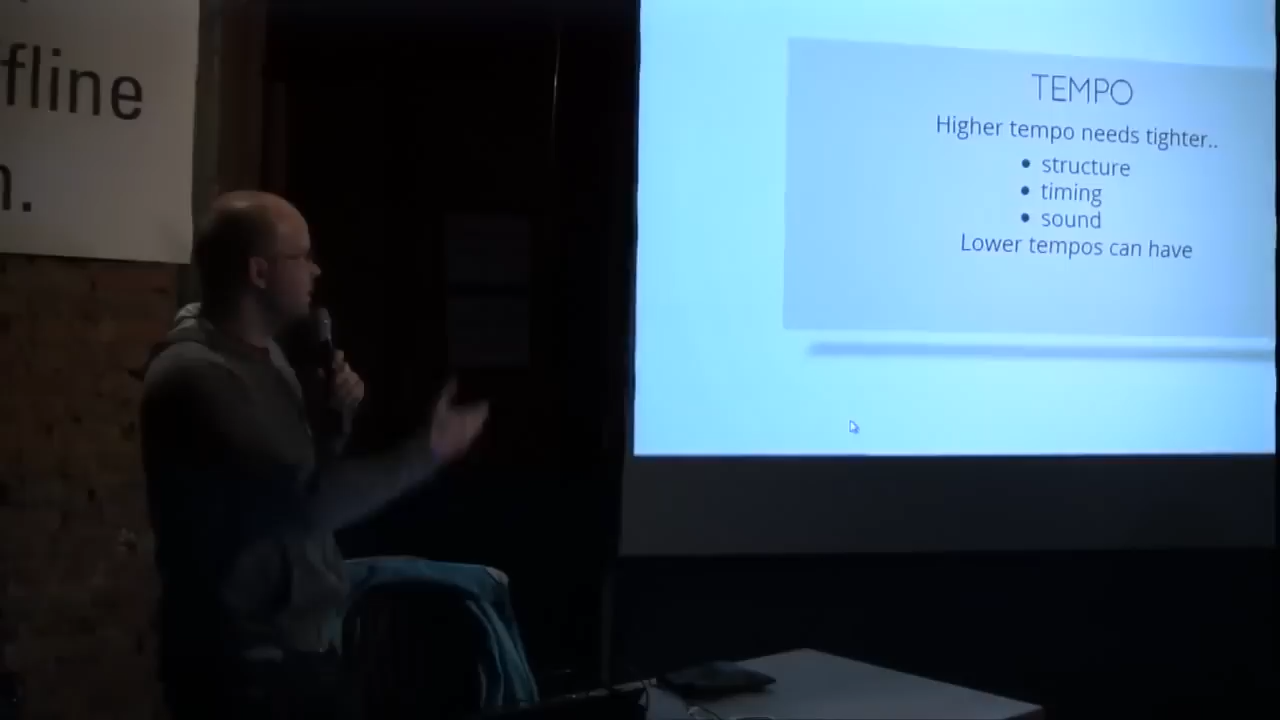 fline
n.
TEMPO
Higher tempo needs tighter..
• structure
• timing
• sound
Lower tempos can have